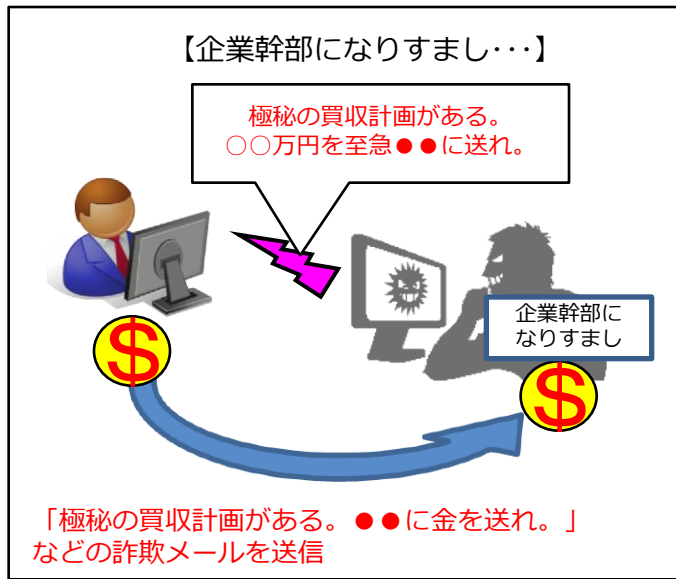 【企業幹部になりすまし･･･】
極秘の買収計画がある。
○○万円を至急●●に送れ。
企業幹部に
なりすまし
$
$
「極秘の買収計画がある。●●に金を送れ。」
などの詐欺メールを送信